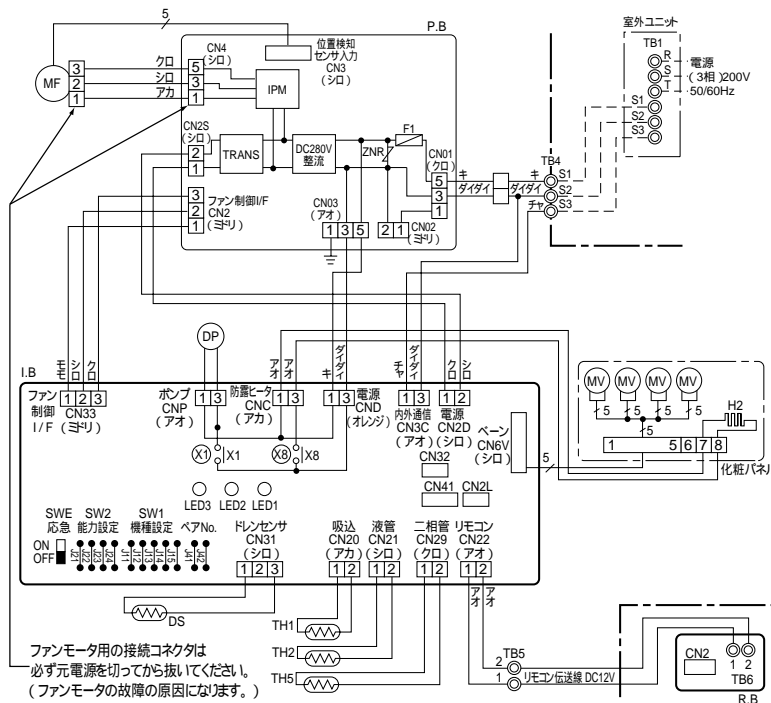 5
P.B
MF
3 クロ
2 シロ
1 アカ
CN4
(シロ)
5
3
1
位置検知
センサ入力
CN3
(シロ)
IPM
CN2S
(シロ)
2
1
TRANS
DC280V
整流
ZNR
F1
CN01
(クロ)
5
3
1
キ
ダイダイ
キ
ダイダイ
チャ
TB4
S1
S2
S3
室外ユニット
TB1
R
S
T
S1
S2
S3
電源
(3相)200V
50/60Hz
3
2
1
ファン制御I/F
CN2
(ミドリ)
CN03
(アオ)
1 3 5
2 1
CN02
(ミドリ)
I.B
DP
モモ
シロ
クロ
アオ
アオ
キ
ダイダイ
チャ
ダイダイ
クロ
シロ
ファン
制御
I/F
1 2 3
CN33
(ミドリ)
ポンプ
CNP
(アオ)
1 3
防露ヒータ
CNC
(アカ)
1 3
1 3
電源
CND
(オレンジ)
1 3
内外通信
CN3C
(アオ)
1 2
電源
CN2D
(シロ)
ベーン
CN6V
(シロ)
5
X1
X1
X8
X8
CN32
CN41
CN2L
LED3
LED2
LED1
MV
MV
MV
MV
5
5
5
5
5
H2
1 5 6 7 8
化粧パネル
SWE
応急
ON
OFF
SW2
能力設定
J21
J22
J23
J24
SW1
機種設定
J11
J12
J13
J14
J15
ペアNo.
J41
J42
ドレンセンサ
CN31
(シロ)
1 2 3
吸込
CN20
(アカ)
1 2
液管
CN21
(シロ)
1 2
二相管
CN29
(クロ)
1 2
リモコン
CN22
(アオ)
1 2
アオ
アオ
DS
TH1
TH2
TH5
2
1
TB5
リモコン伝送線 DC12V
CN2
1 2
TB6
R.B
ファンモータ用の接続コネクタは
必ず元電源を切ってから抜いてください。
(ファンモータの故障の原因になります。)